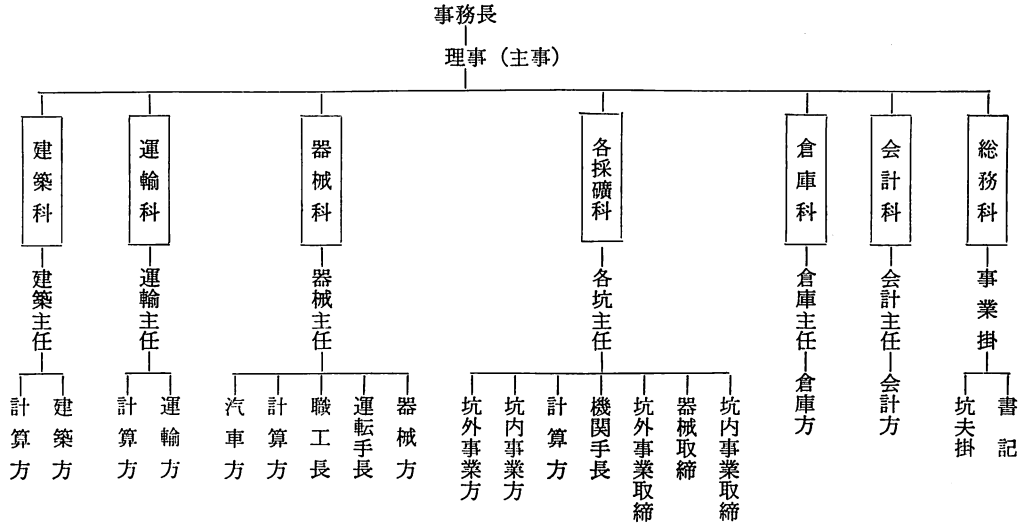 事務長
理事（主事）
総務科
事業掛
書記
坑夫掛
会計科
会計主任
会計方
倉庫科
倉庫主任
倉庫方
各採礦科
各坑主任
坑内事業取締
器械取締
坑外事業取締
機関手長
計算方
坑内事業方
坑外事業方
器械科
器械主任
器械方
運転手長
職工長
計算方
汽車方
運輸科
運輸主任
運輸方
計算方
建築科
建築主任
建築方
計算方